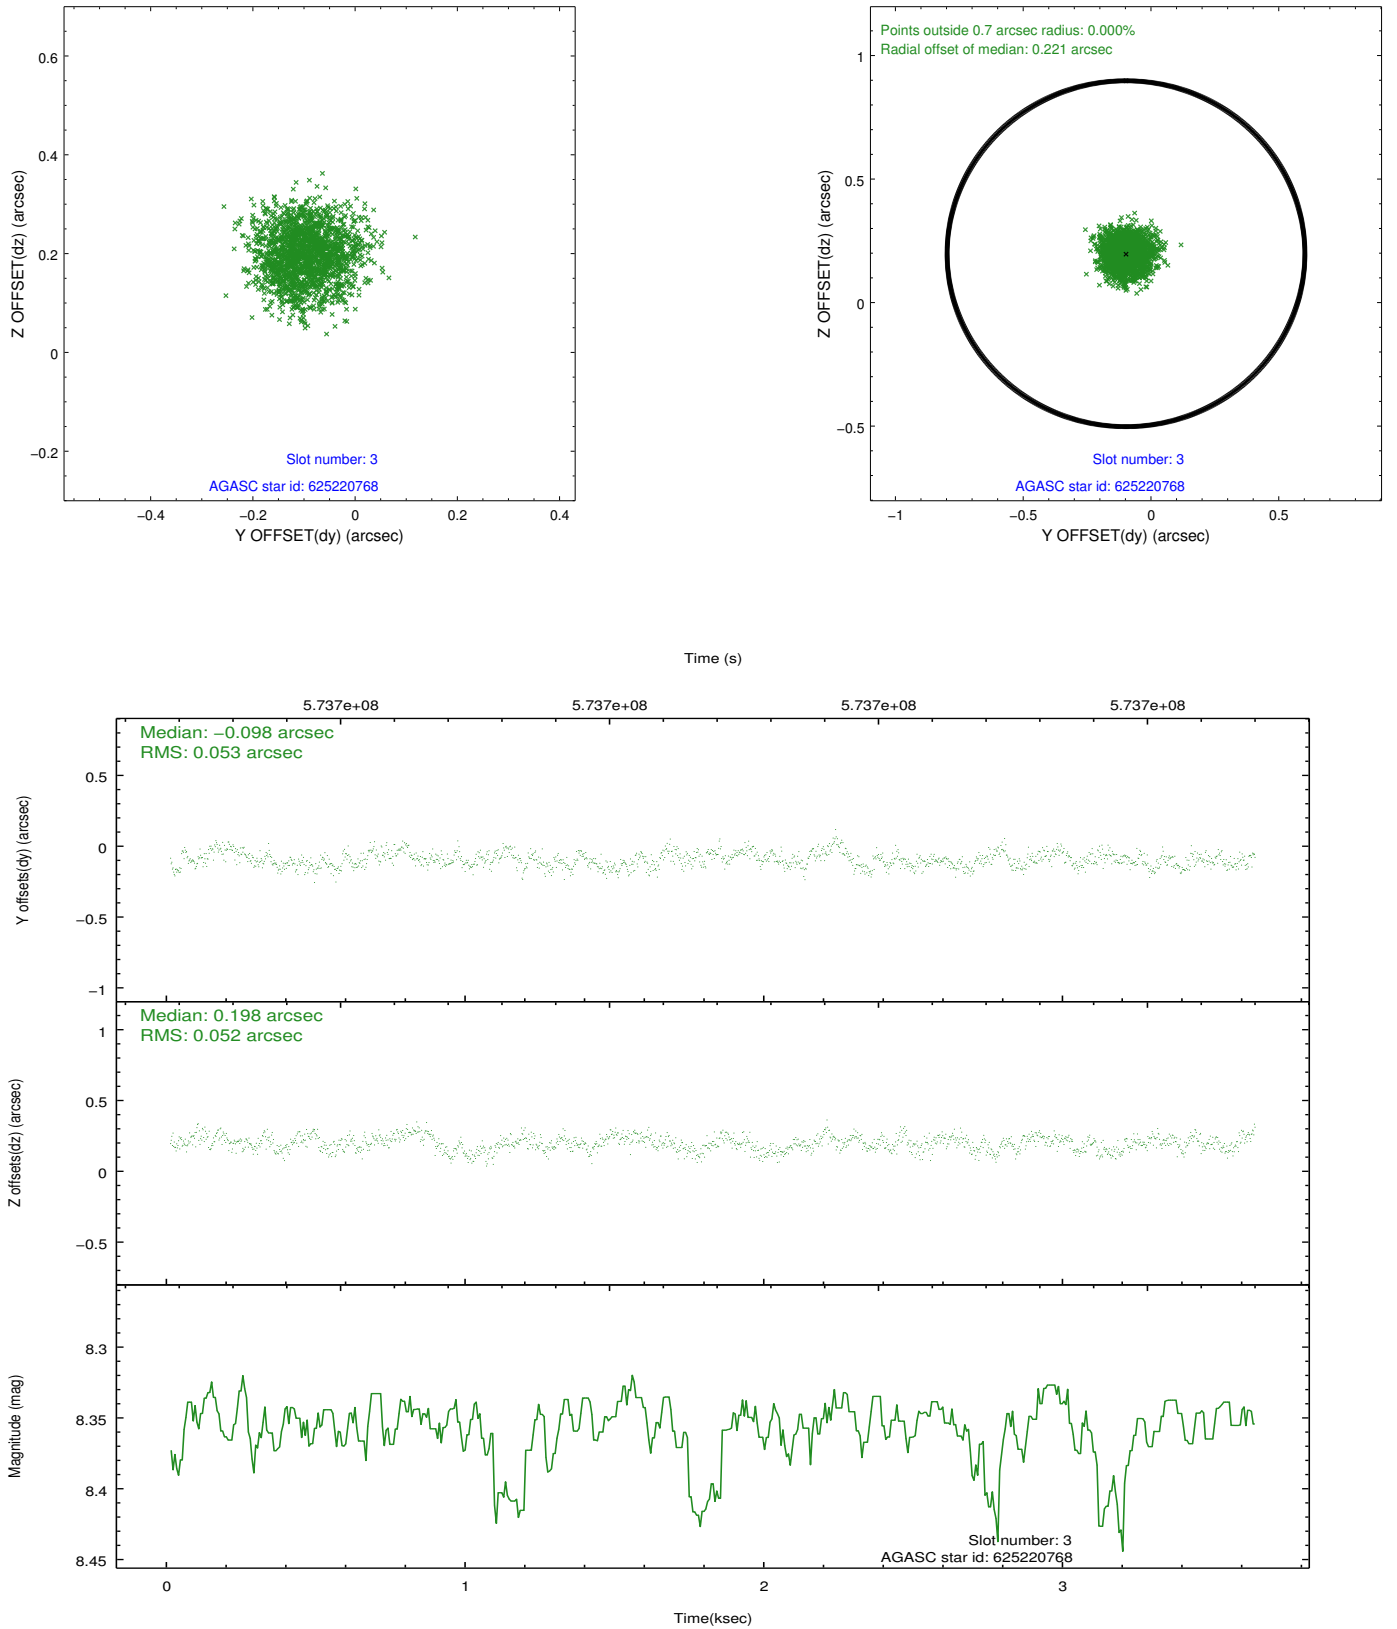 0.6
0.4
0.2
0
−0.2
Z OFFSET(dz) (arcsec)
Slot number: 3
AGASC star id: 625220768
−0.4 −0.2 0 0.2 0.4
Y OFFSET(dy) (arcsec)
Points outside 0.7 arcsec radius: 0.000%
Radial offset of median: 0.221 arcsec
1
0.5
0
−0.5
Z OFFSET(dz) (arcsec)
Slot number: 3
AGASC star id: 625220768
−1 −0.5 0 0.5
Y OFFSET(dy) (arcsec)
Time (s)
5.737e+08 5.737e+08 5.737e+08 5.737e+08
Median: −0.098 arcsec
RMS: 0.053 arcsec
0.5
0
−0.5
−1
Y offsets(dy) (arcsec)
Median: 0.198 arcsec
RMS: 0.052 arcsec
1
0.5
0
−0.5
Z offsets(dz) (arcsec)
8.3
8.35
8.4
8.45
Magnitude (mag)
Slot number: 3
AGASC star id: 625220768
0 1 2 3
Time(ksec)